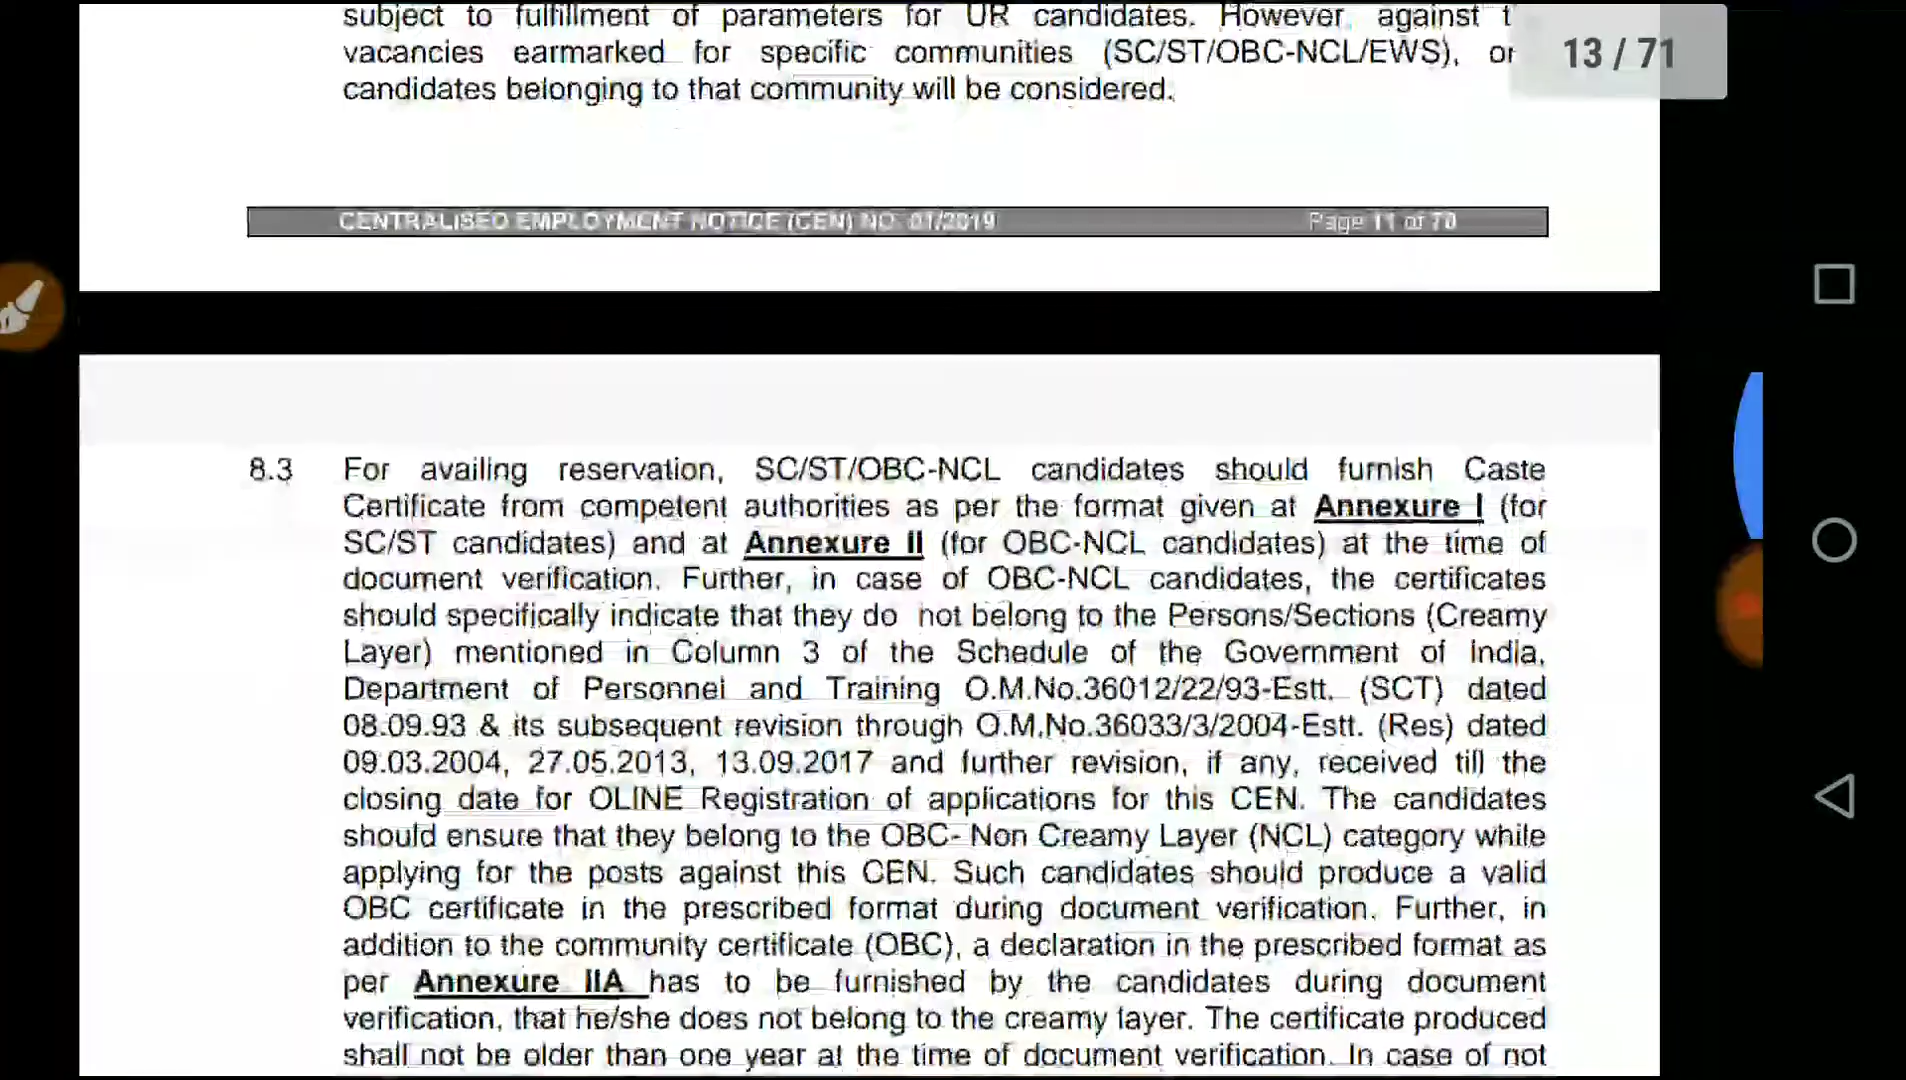 subject to fulfillment of parameters for UR candidates. However, against t
vacancies earmarked for specific communities (SC/ST/OBC-NCL/EWS), or
13 / 71
candidates belonging to that community will be considered.
CENTRALISED EMPLOYMENT NOTICE (CEN) NO. 01/2019 Page 11 of 70
8.3 For availing reservation, SC/ST/OBC-NCL candidates should furnish Caste
Certificate from competent authorities as per the format given at Annexure I (for
SC/ST candidates) and at Annexure II (for OBC-NCL candidates) at the time of
document verification. Further, in case of OBC-NCL candidates, the certificates
should specifically indicate that they do not belong to the Persons/Sections (Creamy
Layer) mentioned in Column 3 of the Schedule of the Government of India,
Department of Personnel and Training O.M.No.36012/22/93-Estt. (SCT) dated
08.09.93 & its subsequent revision through O.M.No.36033/3/2004-Estt. (Res) dated
09.03.2004, 27.05.2013, 13.09.2017 and further revision, if any, received till the
closing date for OLINE Registration of applications for this CEN. The candidates
should ensure that they belong to the OBC- Non Creamy Layer (NCL) category while
applying for the posts against this CEN. Such candidates should produce a valid
OBC certificate in the prescribed format during document verification. Further, in
addition to the community certificate (OBC), a declaration in the prescribed format as
per Annexure IIA has to be furnished by the candidates during document
verification, that he/she does not belong to the creamy layer. The certificate produced
shall not be older than one year at the time of document verification. In case of not